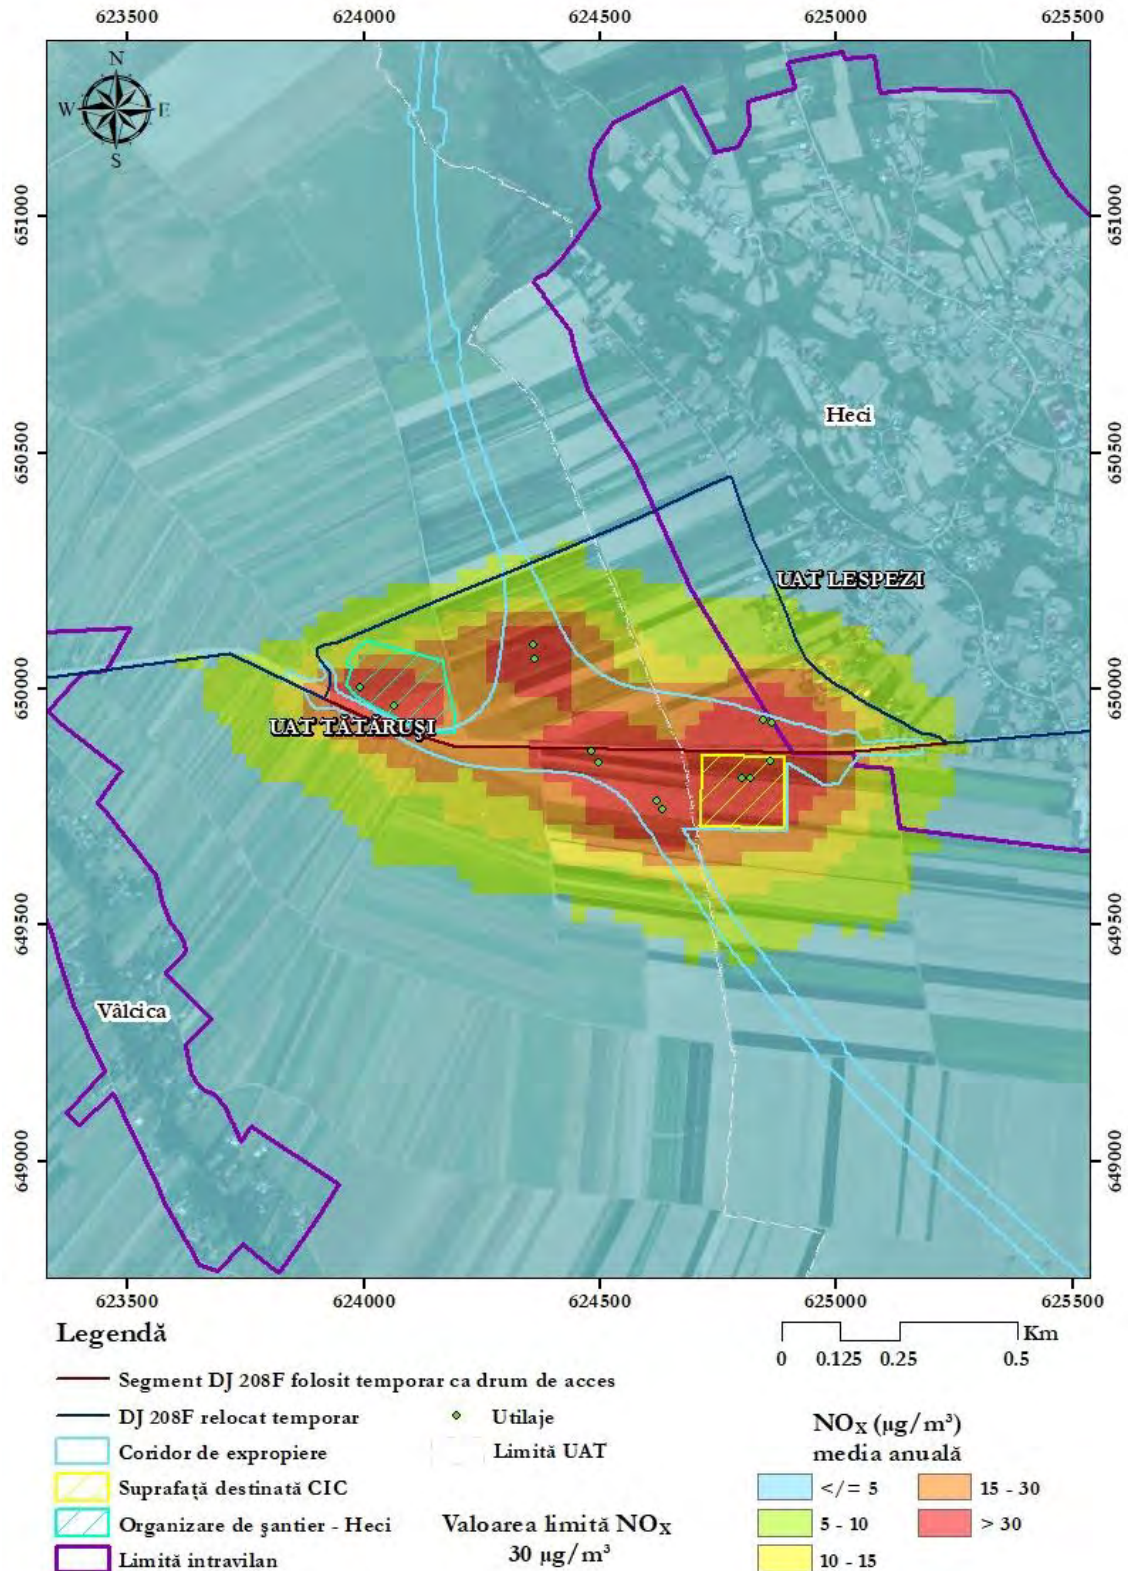 623500 624000 624500 625000 625500
N
W E
S
651000 651000
Heci
650500 650500
UAT LESPEZI
650000 650000
UAT TĂTĂRUȘI
649500 649500
Vâlcica
649000 649000
623500 624000 624500 625000 625500
Legendă
Km
0 0.125 0.25 0.5
Segment DJ 208F folosit temporar ca drum de acces
DJ 208F relocat temporar
Coridor de expropiere
Suprafață destinată CIC
Organizare de șantier - Heci
Limită intravilan
Utilaje
Limită UAT
Valoarea limită NOX
30 µg/m³
NOX (µg/m³)
media anuală
</= 5
5 - 10
10 - 15
15 - 30
> 30